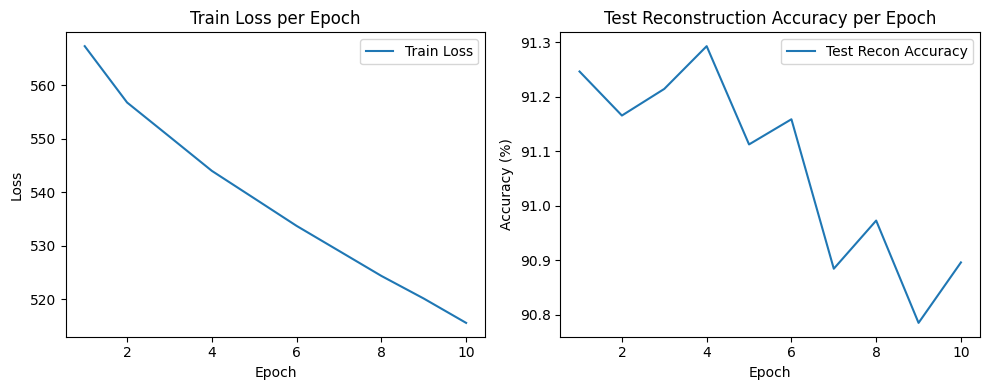 Train Loss per Epoch
Train Loss
Loss
560
550
540
530
520
2 4 6 8 10
Epoch
Test Reconstruction Accuracy per Epoch
Test Recon Accuracy
Accuracy (%)
91.3
91.2
91.1
91.0
90.9
90.8
2 4 6 8 10
Epoch